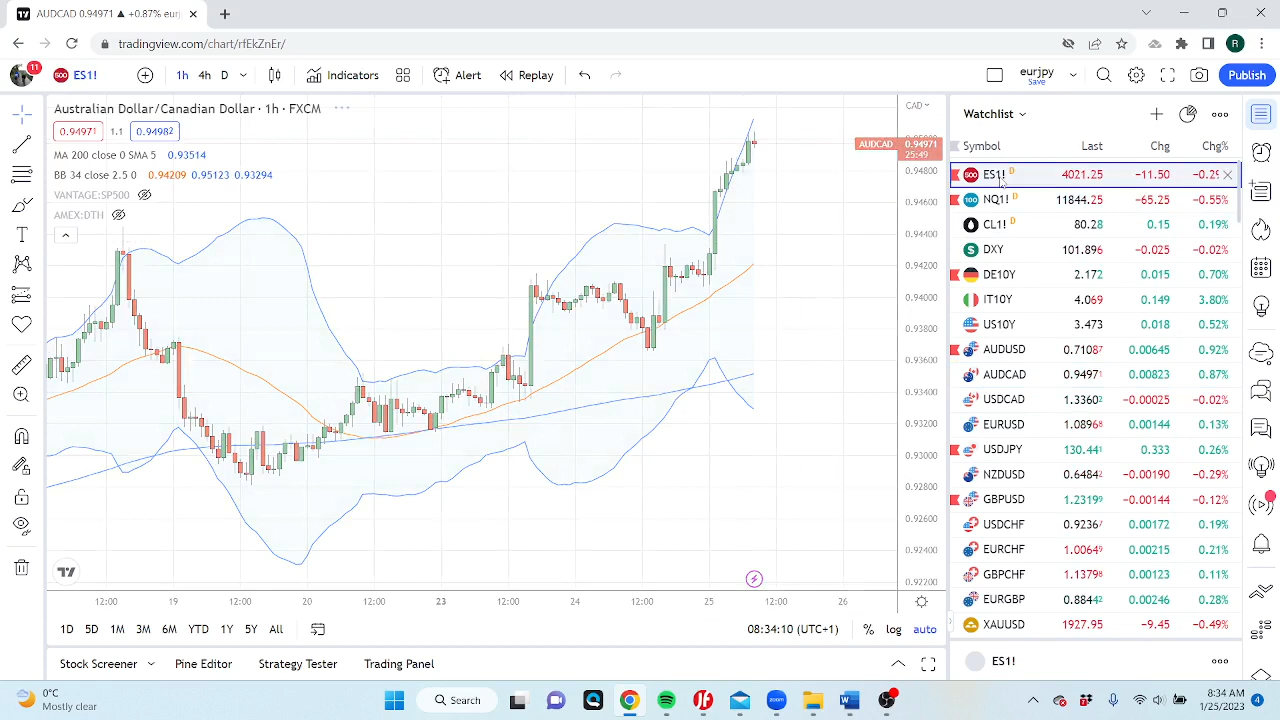 AUDCAD 0.94971 ▲ +0.87% eurj
tradingview.com/chart/rfEkZnEr/
R
11
500 ES1!
1h 4h D
Indicators
Alert
Replay
eurjpy
Save
Publish
Australian Dollar/Canadian Dollar · 1h · FXCM
0.94971 1.1 0.94982
MA 200 close 0 SMA 5 0.93514
BB 34 close 2.5 0 0.94209 0.95123 0.93294
VANTAGE:SP500
AMEX:DTH
CAD
AUDCAD 0.94971
25:49
0.94800
0.94600
0.94400
0.94200
0.94000
0.93800
0.93600
0.93400
0.93200
0.93000
0.92800
0.92600
0.92400
0.92200
12:00 19 12:00 20 12:00 23 12:00 24 12:00 25 12:00 26
1D 5D 1M 3M 6M YTD 1Y 5Y All
08:34:10 (UTC+1) % log auto
Stock Screener Pine Editor Strategy Tester Trading Panel
Watchlist
Symbol Last Chg Chg%
500 ES1! D 4021.25 −11.50 −0.29
100 NQ1! D 11844.25 −65.25 −0.55%
CL1! D 80.28 0.15 0.19%
$ DXY 101.896 −0.025 −0.02%
DE10Y 2.172 0.015 0.70%
IT10Y 4.069 0.149 3.80%
US10Y 3.473 0.018 0.52%
AUDUSD 0.71087 0.00645 0.92%
AUDCAD 0.94971 0.00823 0.87%
USDCAD 1.33602 −0.00025 −0.02%
EURUSD 1.08968 0.00144 0.13%
USDJPY 130.441 0.333 0.26%
NZDUSD 0.64842 −0.00190 −0.29%
GBPUSD 1.23199 −0.00144 −0.12%
USDCHF 0.92367 0.00172 0.19%
EURCHF 1.00649 0.00215 0.21%
GBPCHF 1.13798 0.00123 0.11%
EURGBP 0.88442 0.00246 0.28%
XAUUSD 1927.95 −9.45 −0.49%
ES1!
0°C
Mostly clear
Search
zoom
8:34 AM
1/25/2023
4